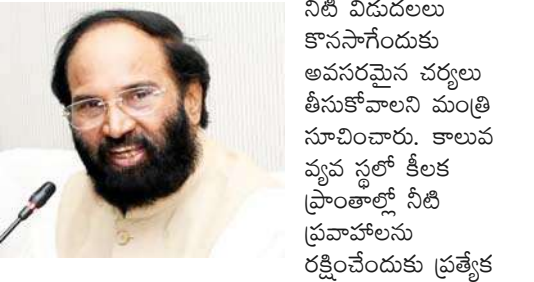 నీటి విడుదలలు
కొనసాగేందుకు
అవసరమైన చర్యలు
తీసుకోవాలని మంత్రి
సూచించారు. కాలువ
వ్యవ స్థలో కీలక
ప్రాంతాల్లో నీటి
ప్రవాహాలను
రక్షించేందుకు ప్రత్యేక